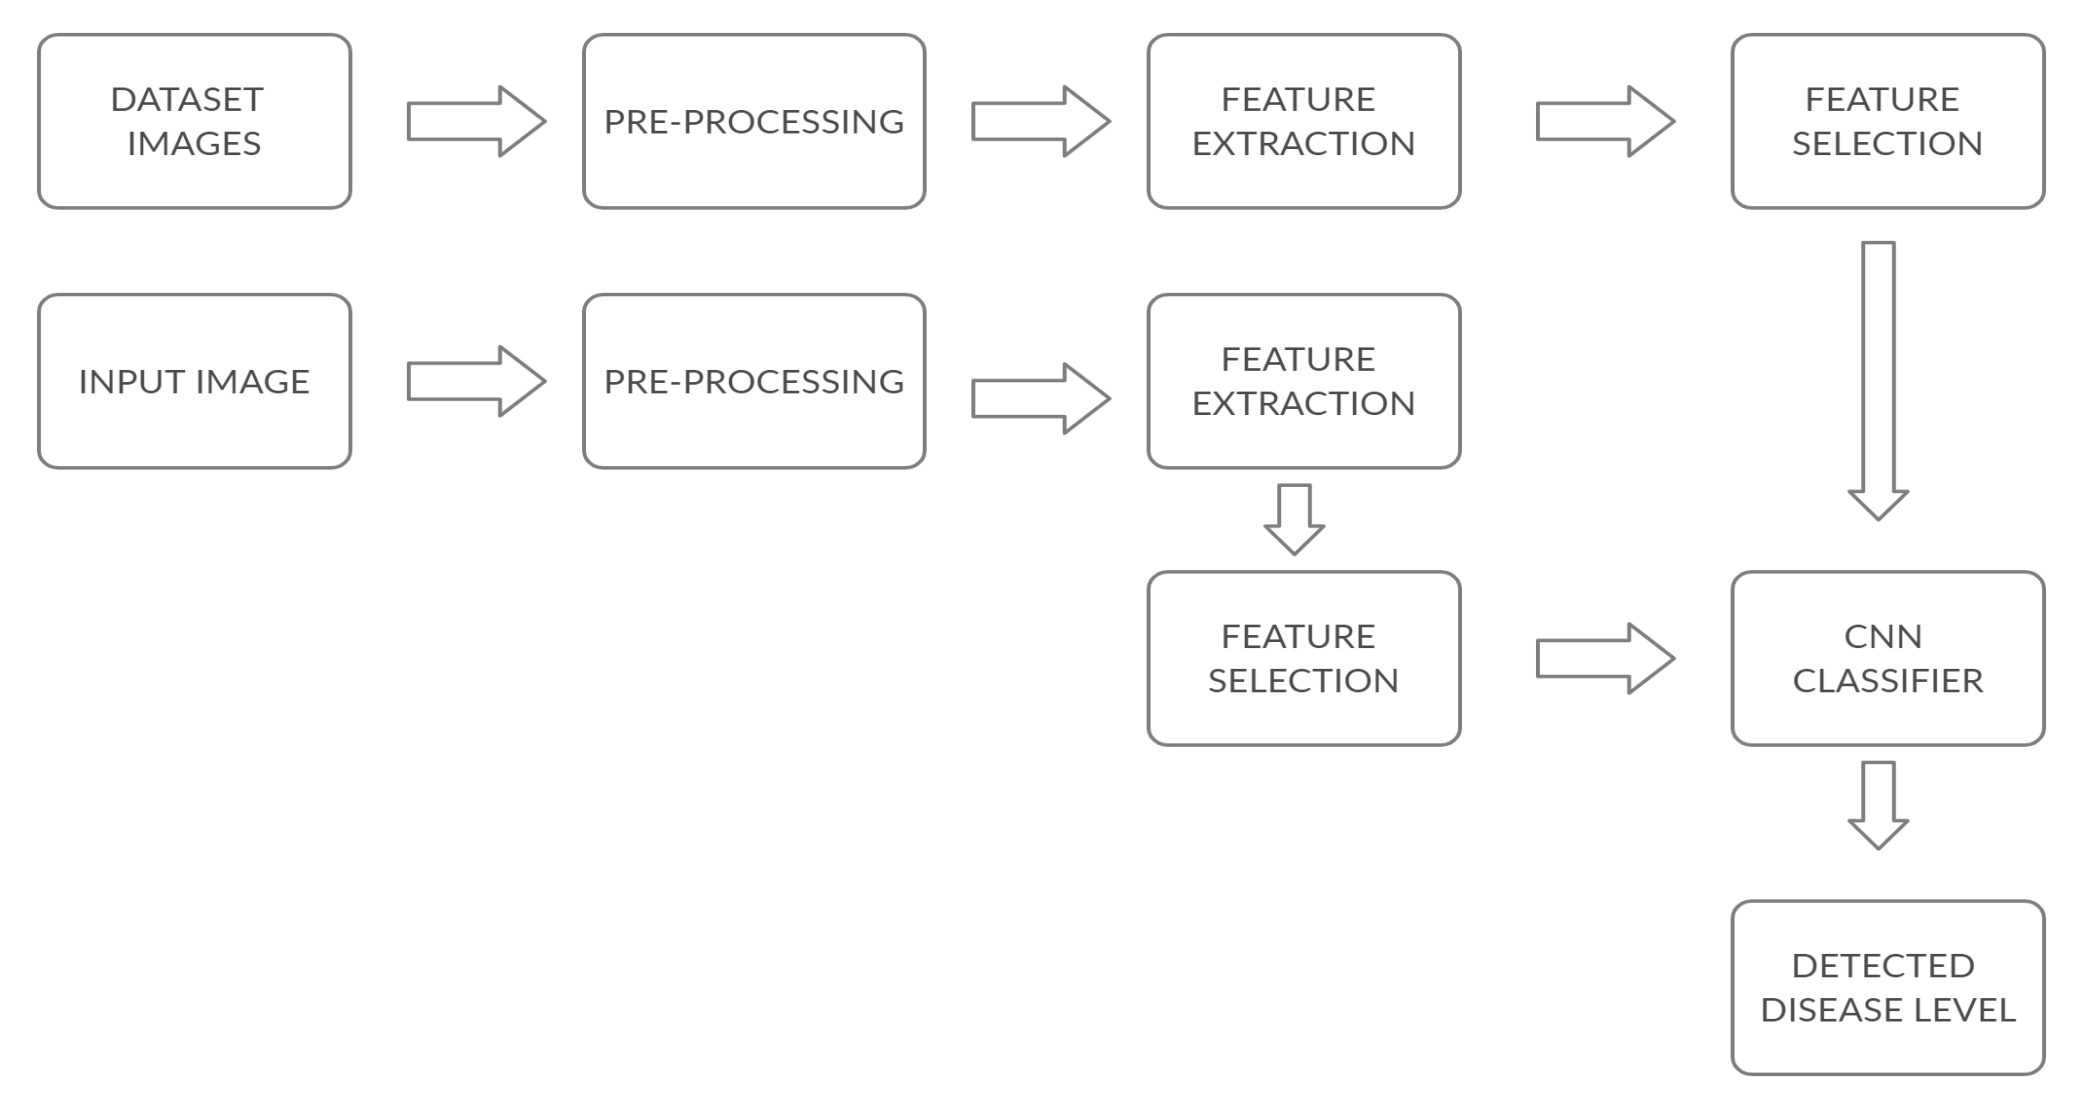 DATASET
IMAGES
PRE-PROCESSING
FEATURE
EXTRACTION
FEATURE
SELECTION
INPUT IMAGE
PRE-PROCESSING
FEATURE
EXTRACTION
FEATURE
SELECTION
CNN
CLASSIFIER
DETECTED
DISEASE LEVEL